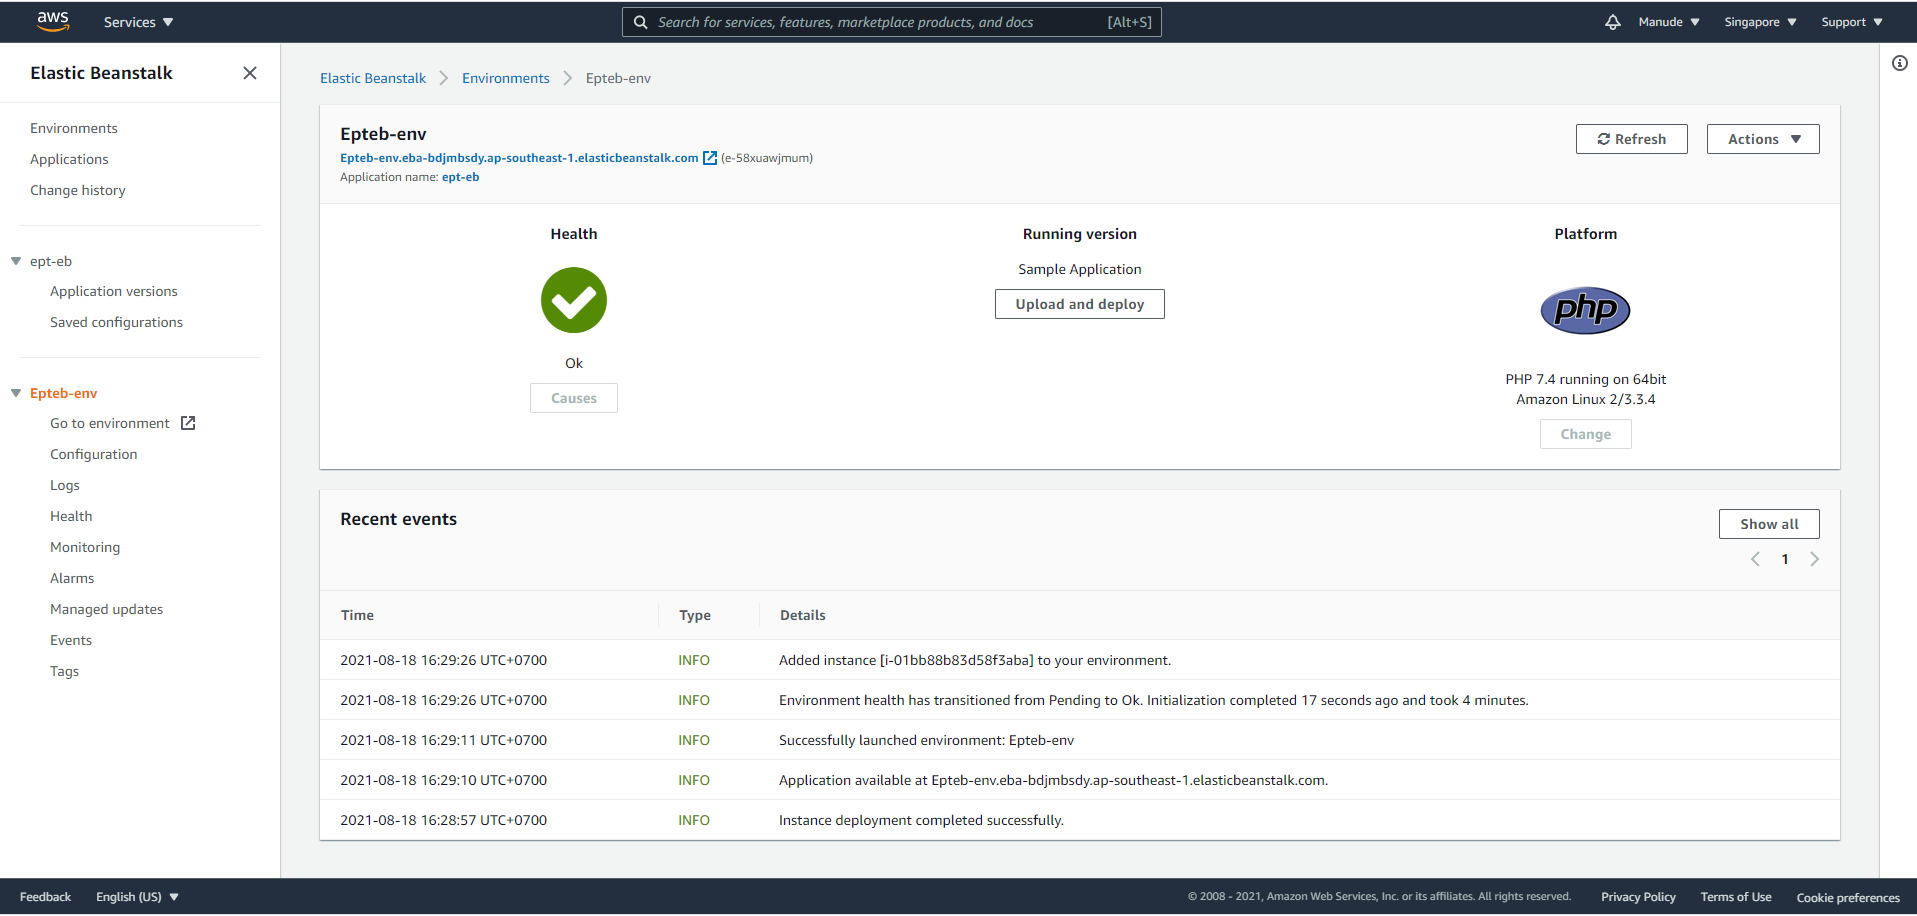 aws
Services
Search for services, features, marketplace products, and docs [Alt+S]
Manude
Singapore
Support
Elastic Beanstalk
Environments
Applications
Change history
ept-eb
Application versions
Saved configurations
Epteb-env
Go to environment
Configuration
Logs
Health
Monitoring
Alarms
Managed updates
Events
Tags
Elastic Beanstalk > Environments > Epteb-env
Epteb-env
Epteb-env.eba-bdjmbsdy.ap-southeast-1.elasticbeanstalk.com (e-58xuawjmum)
Application name: ept-eb
Refresh
Actions
Health
Ok
Causes
Running version
Sample Application
Upload and deploy
Platform
php
PHP 7.4 running on 64bit
Amazon Linux 2/3.3.4
Change
Recent events
Show all
1
Time Type Details
2021-08-18 16:29:26 UTC+0700 INFO Added instance [i-01bb88b83d58f3aba] to your environment.
2021-08-18 16:29:26 UTC+0700 INFO Environment health has transitioned from Pending to Ok. Initialization completed 17 seconds ago and took 4 minutes.
2021-08-18 16:29:11 UTC+0700 INFO Successfully launched environment: Epteb-env
2021-08-18 16:29:10 UTC+0700 INFO Application available at Epteb-env.eba-bdjmbsdy.ap-southeast-1.elasticbeanstalk.com.
2021-08-18 16:28:57 UTC+0700 INFO Instance deployment completed successfully.
Feedback
English (US)
© 2008 - 2021, Amazon Web Services, Inc. or its affiliates. All rights reserved.
Privacy Policy
Terms of Use
Cookie preferences